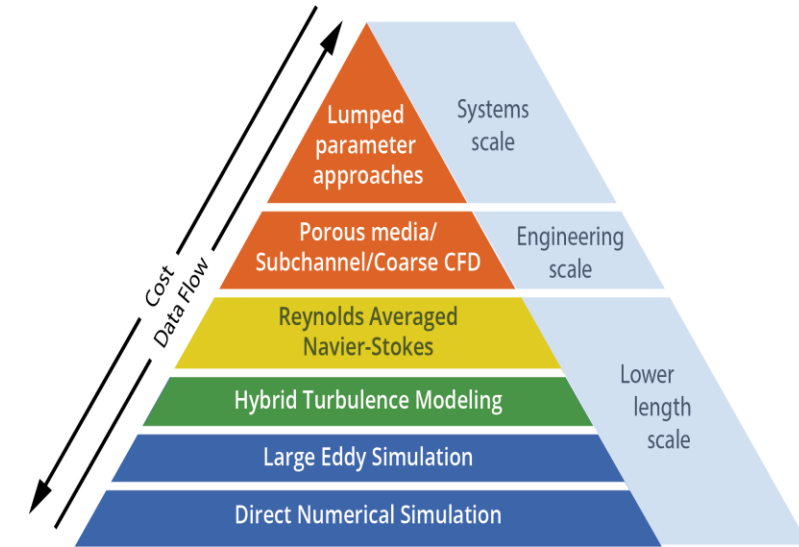 Lumped
parameter
approaches
Systems
scale
Porous media/
Subchannel/Coarse CFD
Engineering
scale
Cost
Data Flow
Reynolds Averaged
Navier-Stokes
Hybrid Turbulence Modeling
Lower
length
scale
Large Eddy Simulation
Direct Numerical Simulation